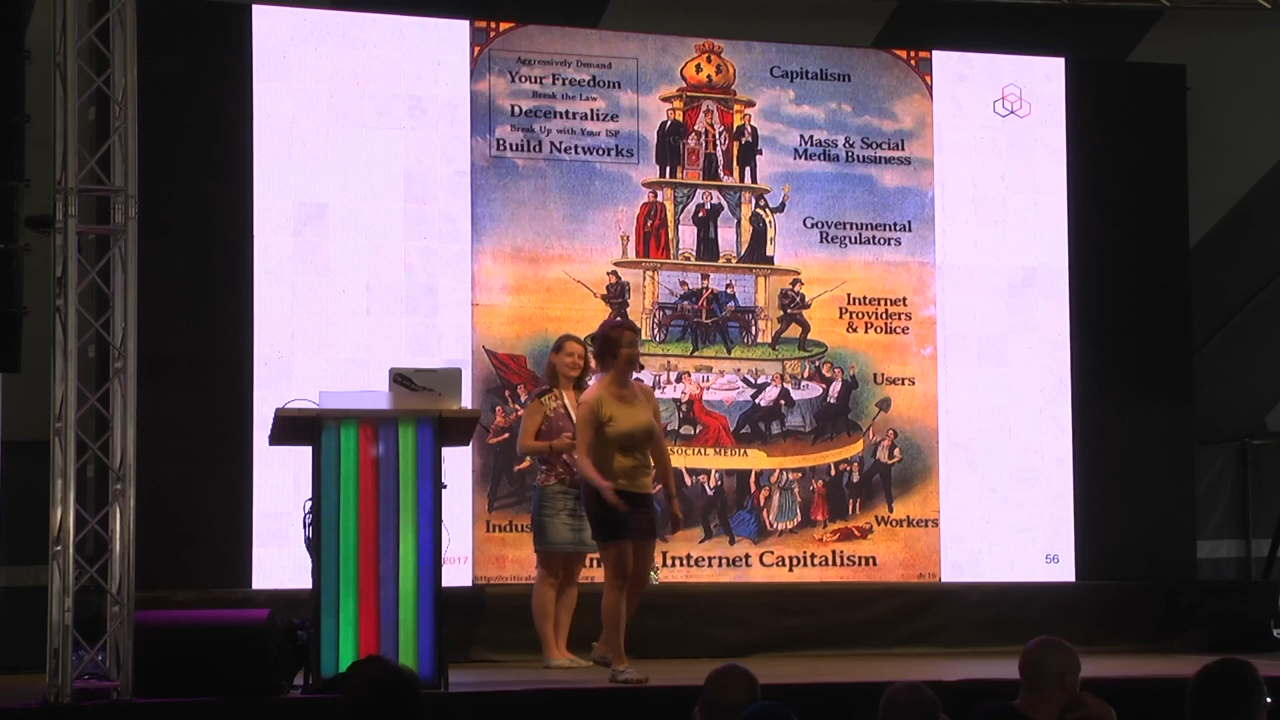 Aggressively Demand
Your Freedom
Break the Law
Decentralize
Break Up with Your ISP
Build Networks
Capitalism
Mass & Social
Media Business
Governmental
Regulators
Internet
Providers
& Police
Users
SOCIAL MEDIA
Workers
Internet Capitalism
2017
56